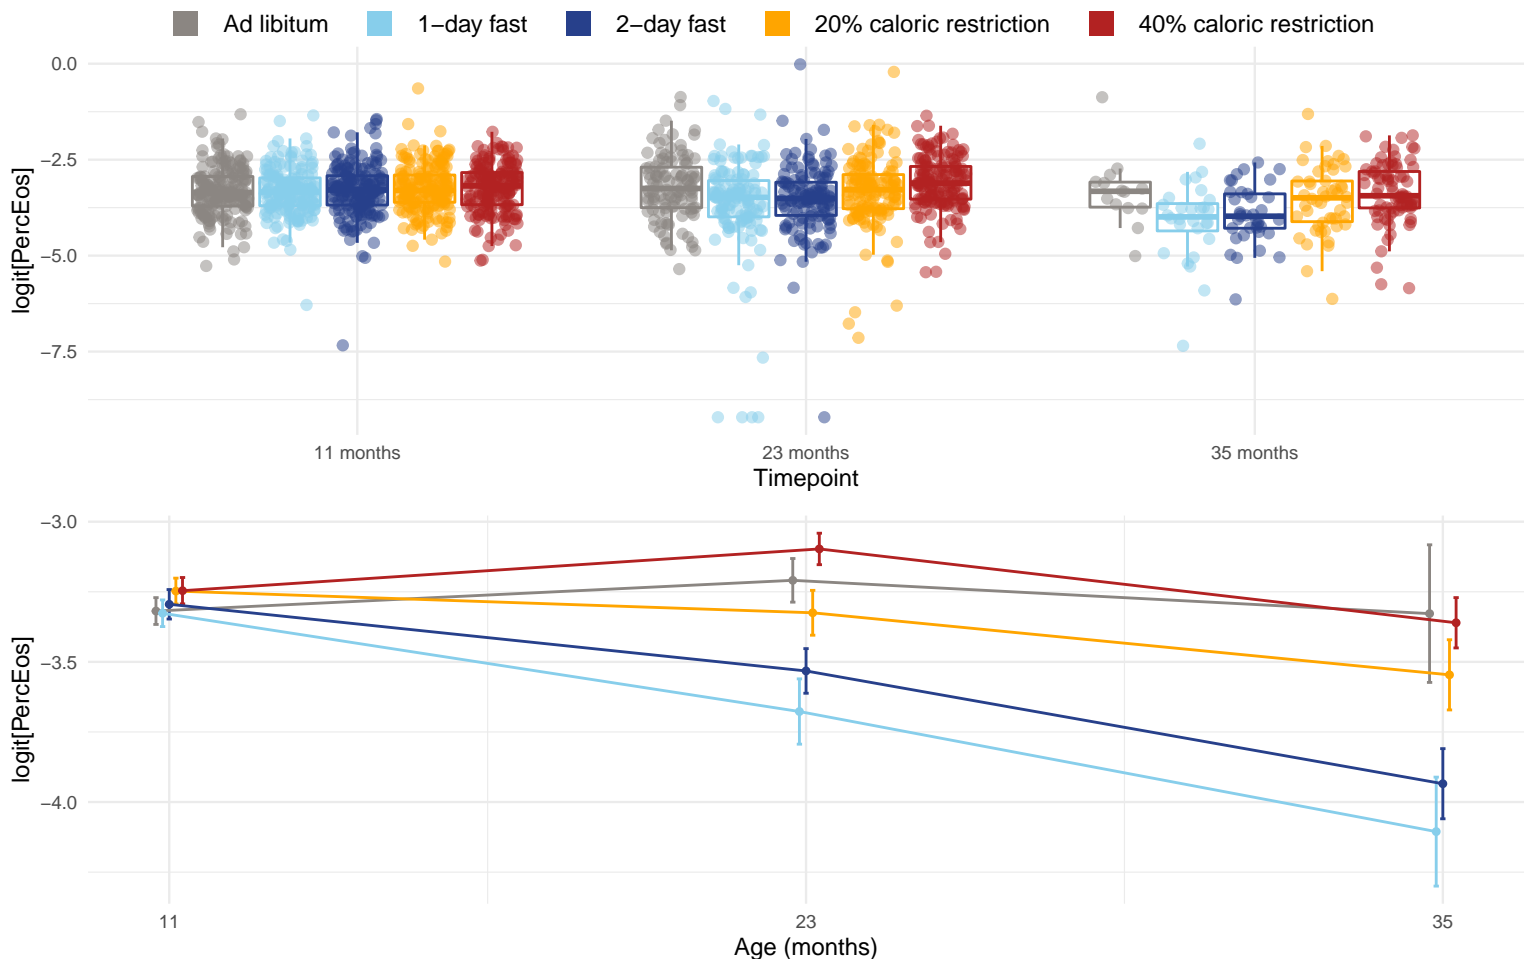 Ad libitum 1−day fast 2−day fast 20% caloric restriction 40% caloric restriction
0.0
−2.5
−5.0
−7.5
logit[PercEos]
11 months 23 months 35 months
Timepoint
−3.0
−3.5
−4.0
logit[PercEos]
11 23 35
Age (months)